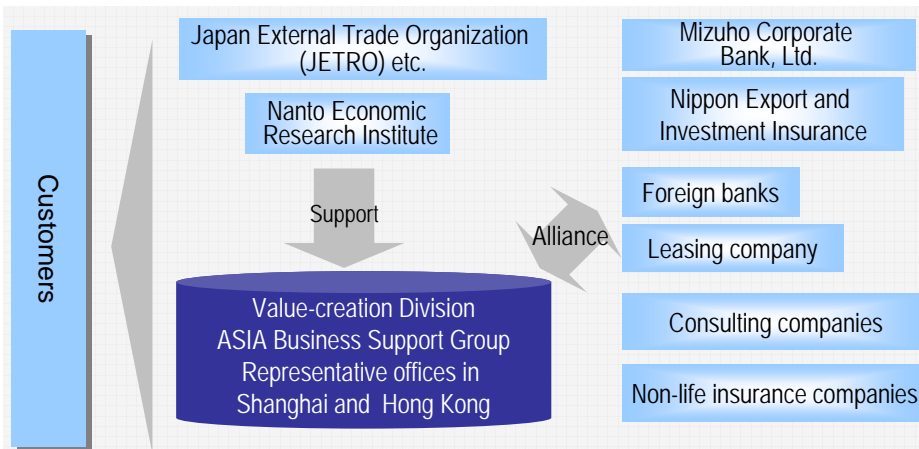 Customers
Japan External Trade Organization
(JETRO) etc.
Nanto Economic
Research Institute
Support
Value-creation Division
ASIA Business Support Group
Representative offices in
Shanghai and Hong Kong
Alliance
Mizuho Corporate
Bank, Ltd.
Nippon Export and
Investment Insurance
Foreign banks
Leasing company
Consulting companies
Non-life insurance companies